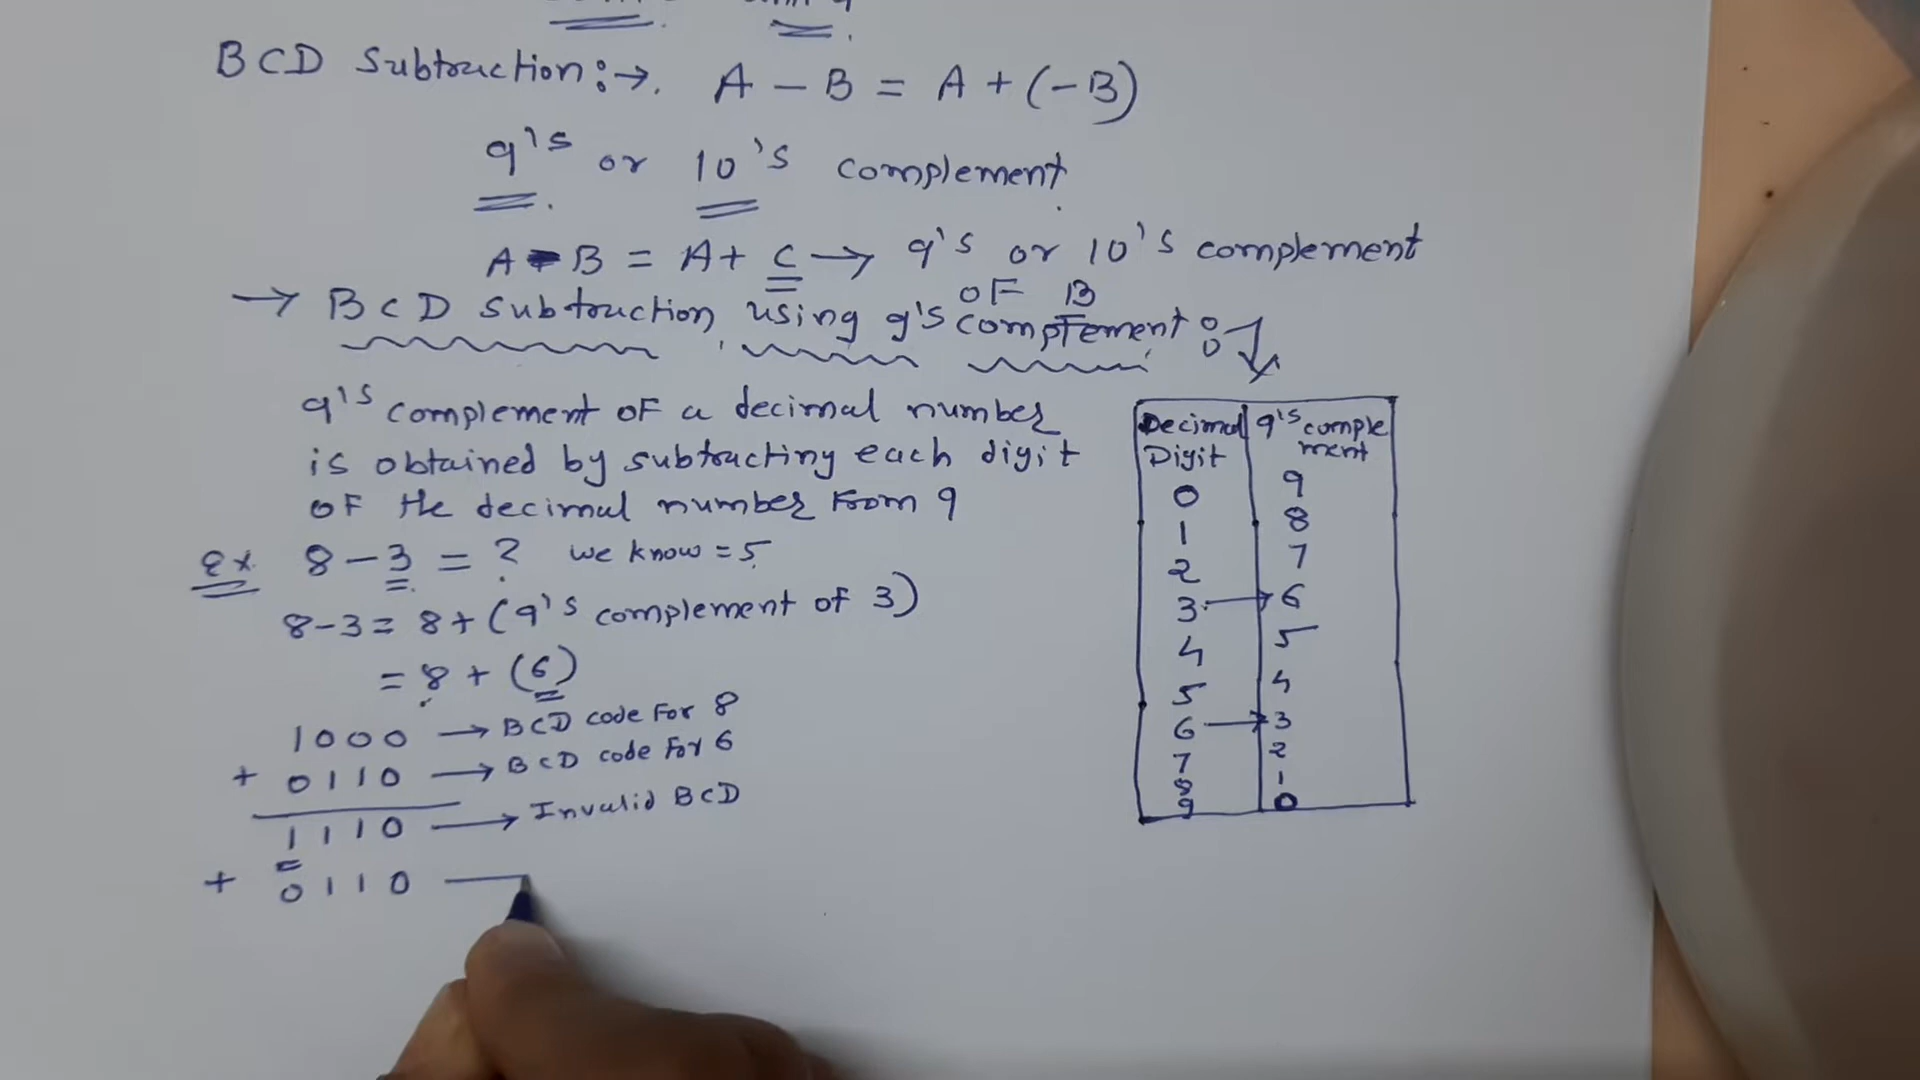 BCD Subtraction :→. A - B = A + (-B)
9's or 10's complement
A - B = A + C → 9's or 10's complement
OF B
→ BCD subtraction using 9's complement :
9's complement OF a decimal number
is obtained by subtracting each digit
OF the decimal number From 9
Ex 8 - 3 = ? we know = 5
8-3 = 8+ (9's complement of 3)
= 8 + (6)
1000 → BCD code For 8
+ 0110 → BCD code For 6
1110 → Invalid BCD
+ 0110
Decimal 9's comple
Digit ment
0 9
1 8
2 7
3 → 6
4 5
5 4
6 → 3
7 2
8 1
9 0